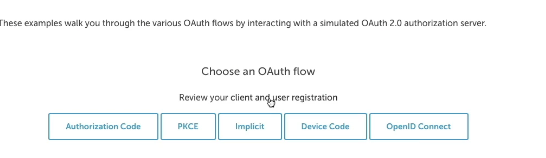 These examples walk you through the various OAuth flows by interacting with a simulated OAuth 2.0 authorization server.
Choose an OAuth flow
Review your client and user registration
Authorization Code PKCE Implicit Device Code OpenID Connect